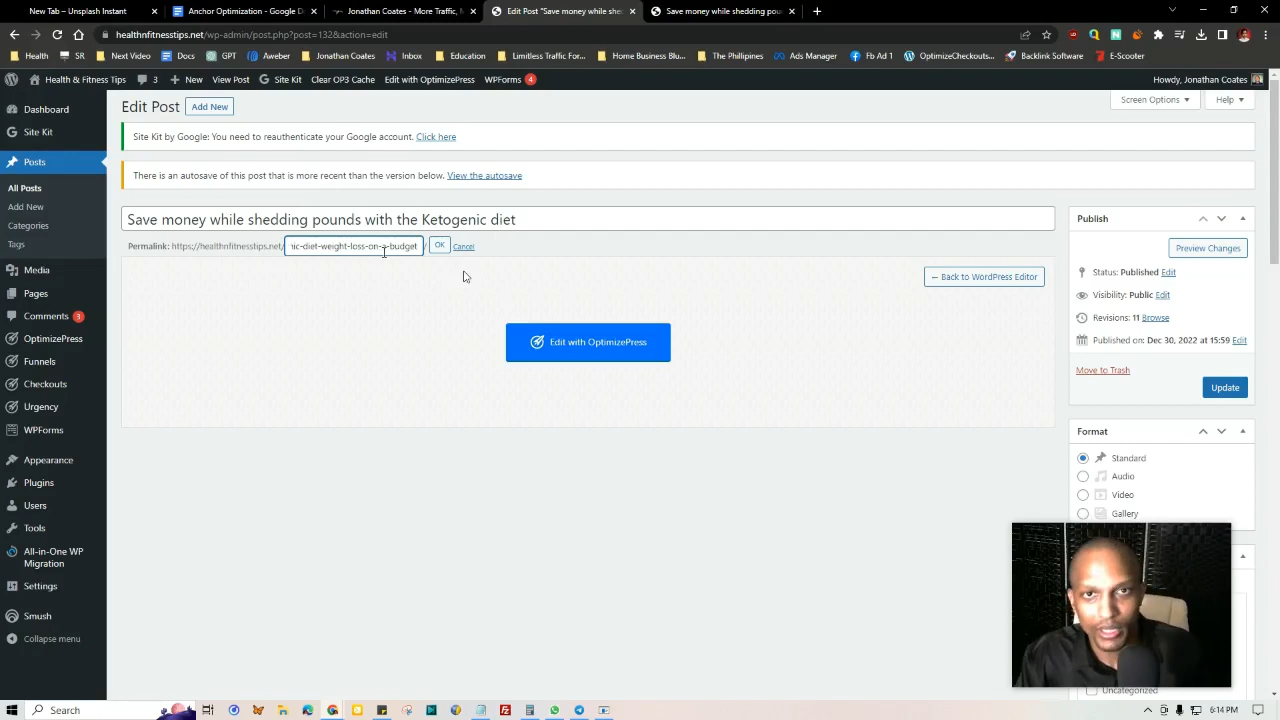 New Tab – Unsplash Instant
Anchor Optimization - Google D
Jonathan Coates - More Traffic, M
Edit Post "Save money while she
Save money while shedding pou
healthfitnesstips.net/wp-admin/post.php?post=132&action=edit
Health
SR
Next Video
Docs
GPT
Aweber
Jonathan Coates
Inbox
Education
Limitless Traffic For...
Home Business Blu...
The Philipines
Ads Manager
Fb Ad 1
OptimizeCheckouts...
Backlink Software
E-Scooter
Health & Fitness Tips
3
New
View Post
Site Kit
Clear OP3 Cache
Edit with OptimizePress
WPForms 4
Howdy, Jonathan Coates
Dashboard
Site Kit
Posts
All Posts
Add New
Categories
Tags
Media
Pages
Comments 3
OptimizePress
Funnels
Checkouts
Urgency
WPForms
Appearance
Plugins
Users
Tools
All-in-One WP
Migration
Settings
Smush
Collapse menu
Edit Post
Add New
Screen Options
Help
Site Kit by Google: You need to reauthenticate your Google account. Click here
There is an autosave of this post that is more recent than the version below. View the autosave
Save money while shedding pounds with the Ketogenic diet
Permalink: https://healthnfitnesstips.net/ nic-diet-weight-loss-on-a-budget / OK Cancel
← Back to WordPress Editor
Edit with OptimizePress
Publish
Preview Changes
Status: Published Edit
Visibility: Public Edit
Revisions: 11 Browse
Published on: Dec 30, 2022 at 15:59 Edit
Move to Trash
Update
Format
Standard
Audio
Video
Gallery
Uncategorized
Search
6:14 PM